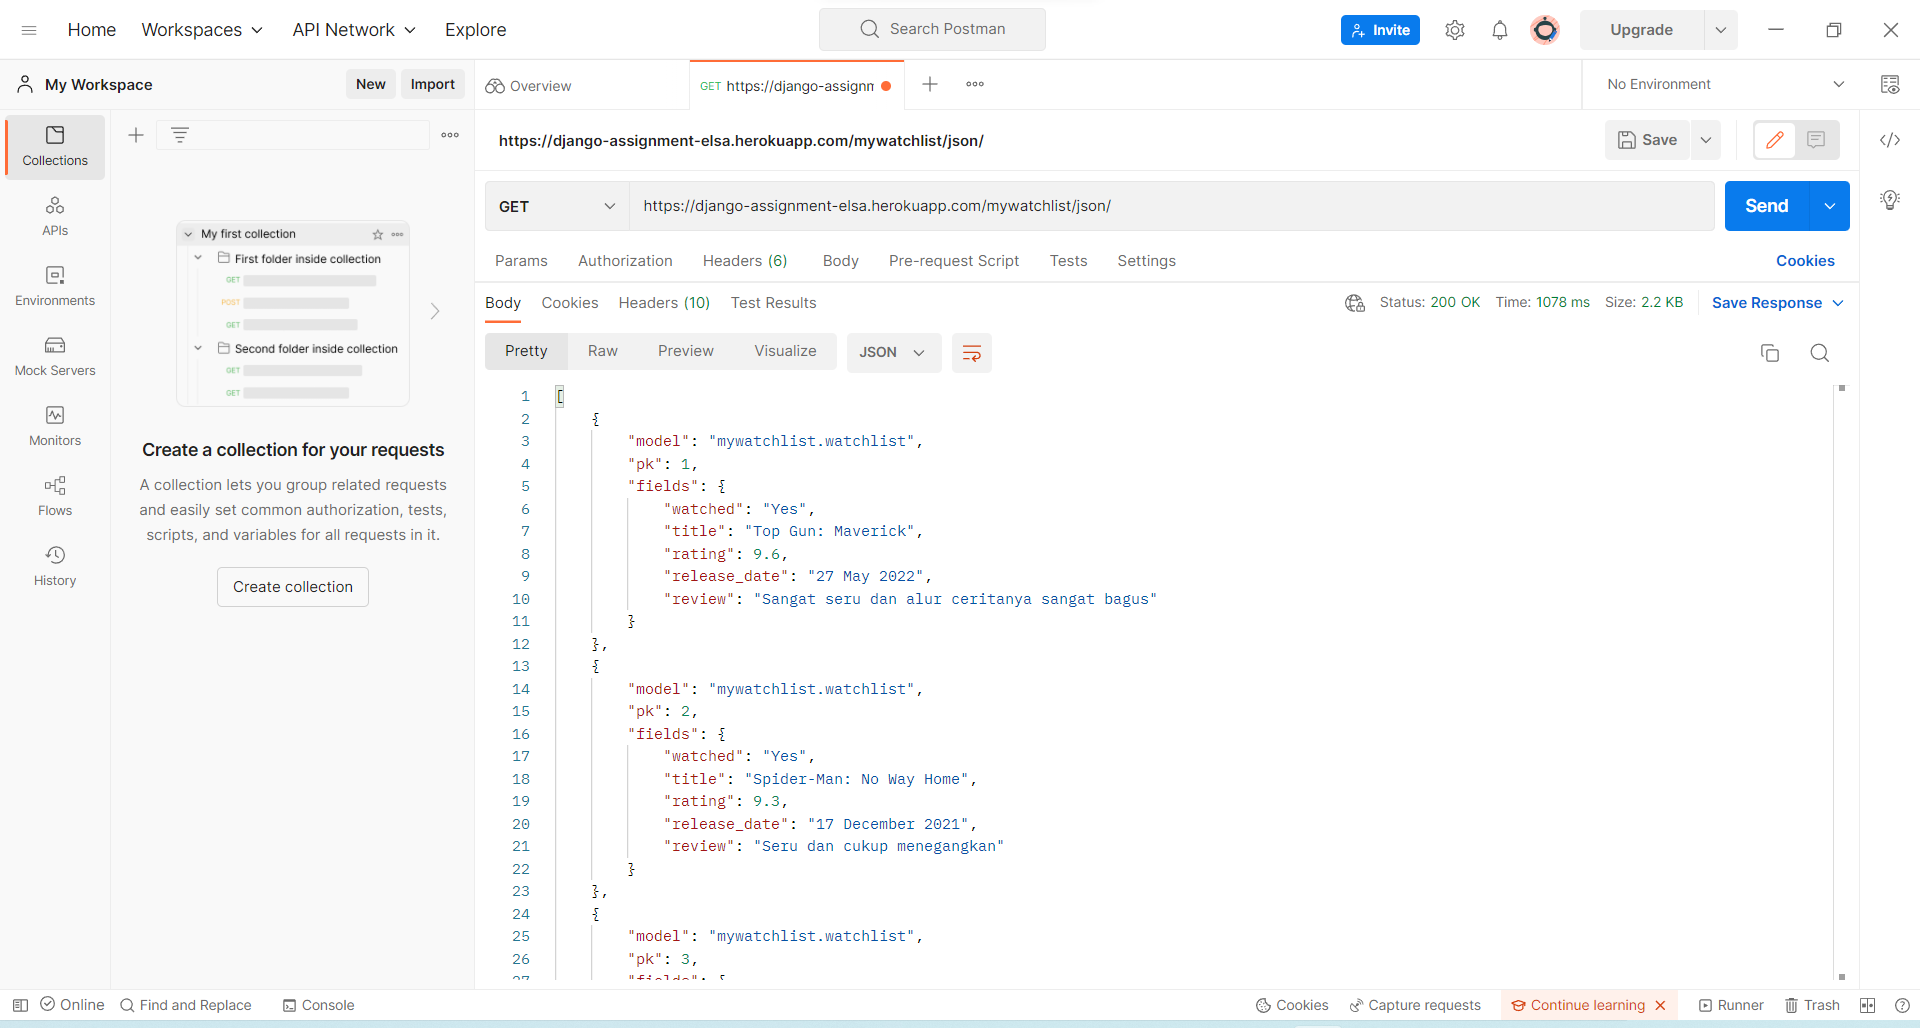 Home Workspaces API Network Explore Search Postman Invite Upgrade
My Workspace New Import Overview GET https://django-assignm No Environment
Collections
APIs
Environments
Mock Servers
Monitors
Flows
History
My first collection
First folder inside collection
GET
POST
GET
Second folder inside collection
GET
GET
Create a collection for your requests
A collection lets you group related requests
and easily set common authorization, tests,
scripts, and variables for all requests in it.
Create collection
https://django-assignment-elsa.herokuapp.com/mywatchlist/json/ Save
GET https://django-assignment-elsa.herokuapp.com/mywatchlist/json/ Send
Params Authorization Headers (6) Body Pre-request Script Tests Settings Cookies
Body Cookies Headers (10) Test Results Status: 200 OK Time: 1078 ms Size: 2.2 KB Save Response
Pretty Raw Preview Visualize JSON
1 [
2 {
3 "model": "mywatchlist.watchlist",
4 "pk": 1,
5 "fields": {
6 "watched": "Yes",
7 "title": "Top Gun: Maverick",
8 "rating": 9.6,
9 "release_date": "27 May 2022",
10 "review": "Sangat seru dan alur ceritanya sangat bagus"
11 }
12 },
13 {
14 "model": "mywatchlist.watchlist",
15 "pk": 2,
16 "fields": {
17 "watched": "Yes",
18 "title": "Spider-Man: No Way Home",
19 "rating": 9.3,
20 "release_date": "17 December 2021",
21 "review": "Seru dan cukup menegangkan"
22 }
23 },
24 {
25 "model": "mywatchlist.watchlist",
26 "pk": 3,
27 "fields": {
Online Find and Replace Console Cookies Capture requests Continue learning Runner Trash